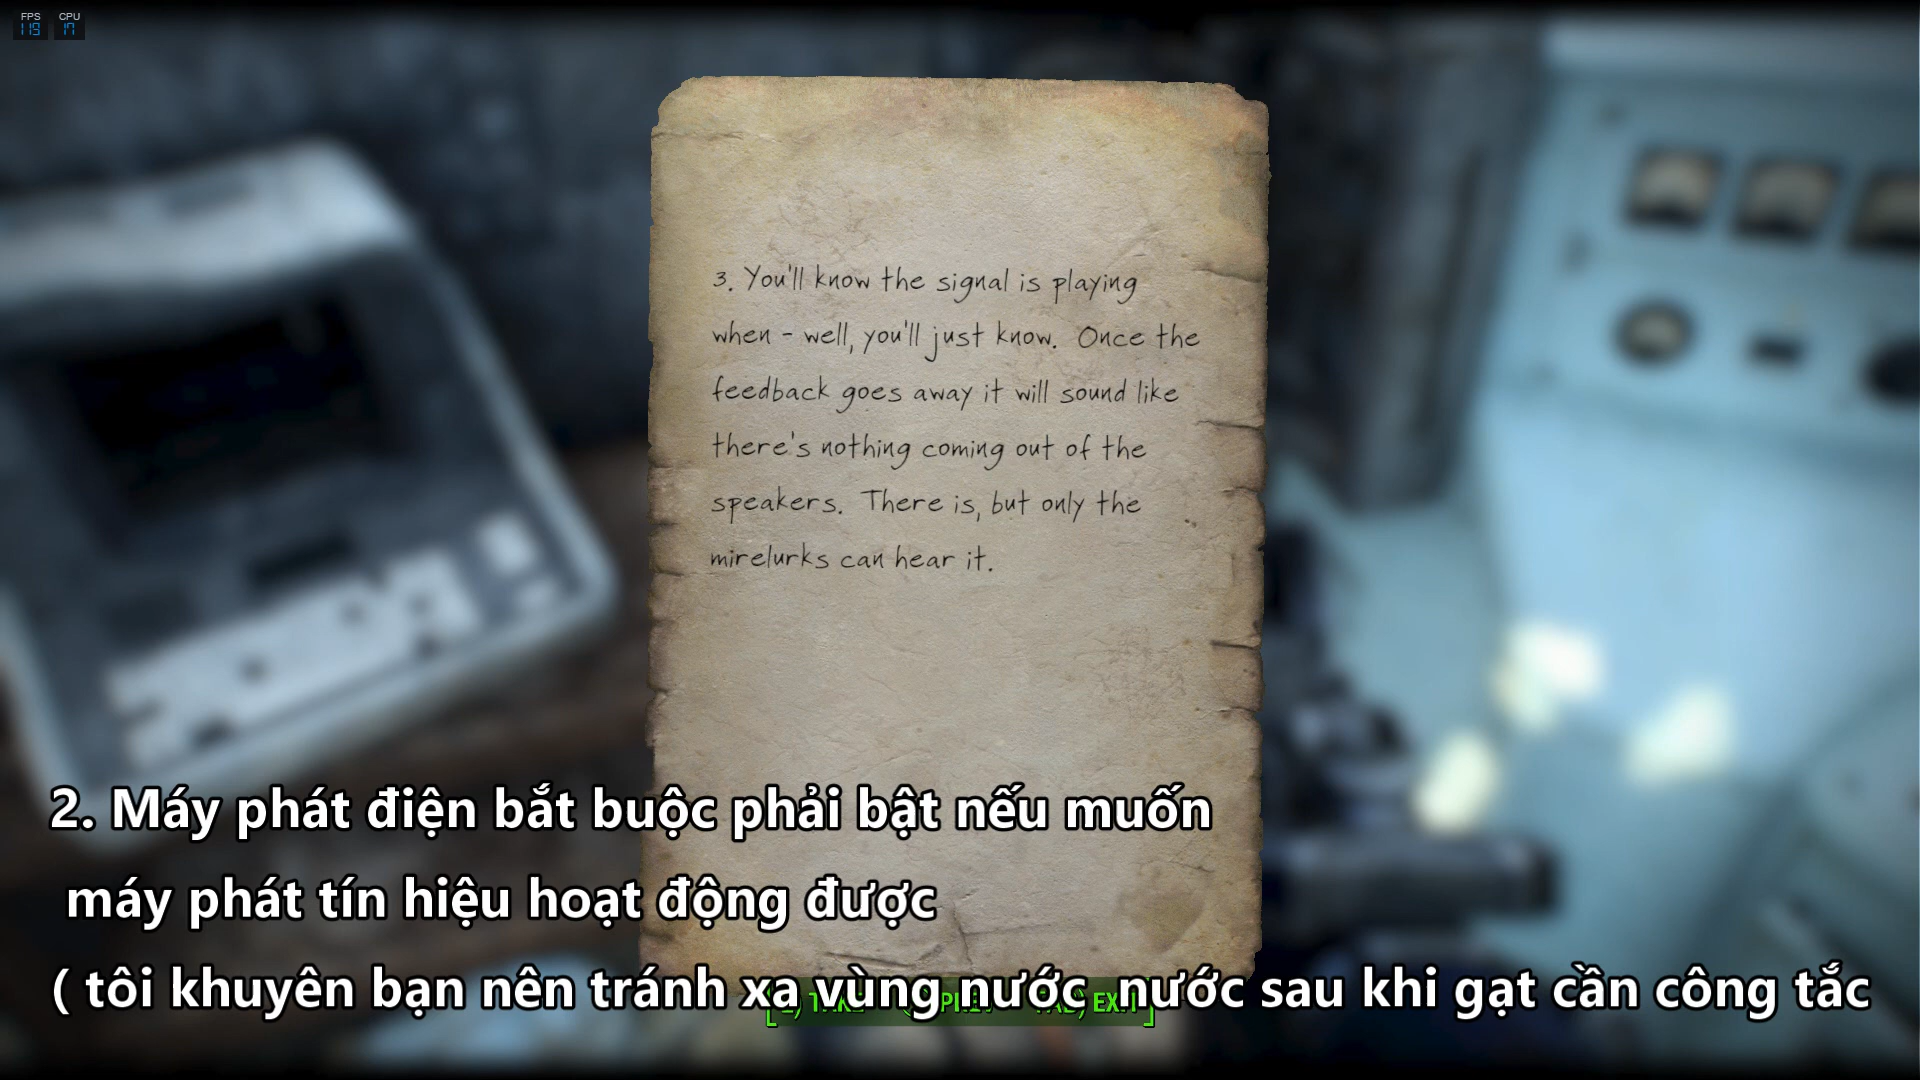 FPS CPU
119 17
3. You'll know the signal is playing
when - well, you'll just know. Once the
feedback goes away it will sound like
there's nothing coming out of the
speakers. There is, but only the
mirelurks can hear it.
2. Máy phát điện bắt buộc phải bật nếu muốn
máy phát tín hiệu hoạt động được
( tôi khuyên bạn nên tránh xa vùng nước nước sau khi gạt cần công tắc
EXIT